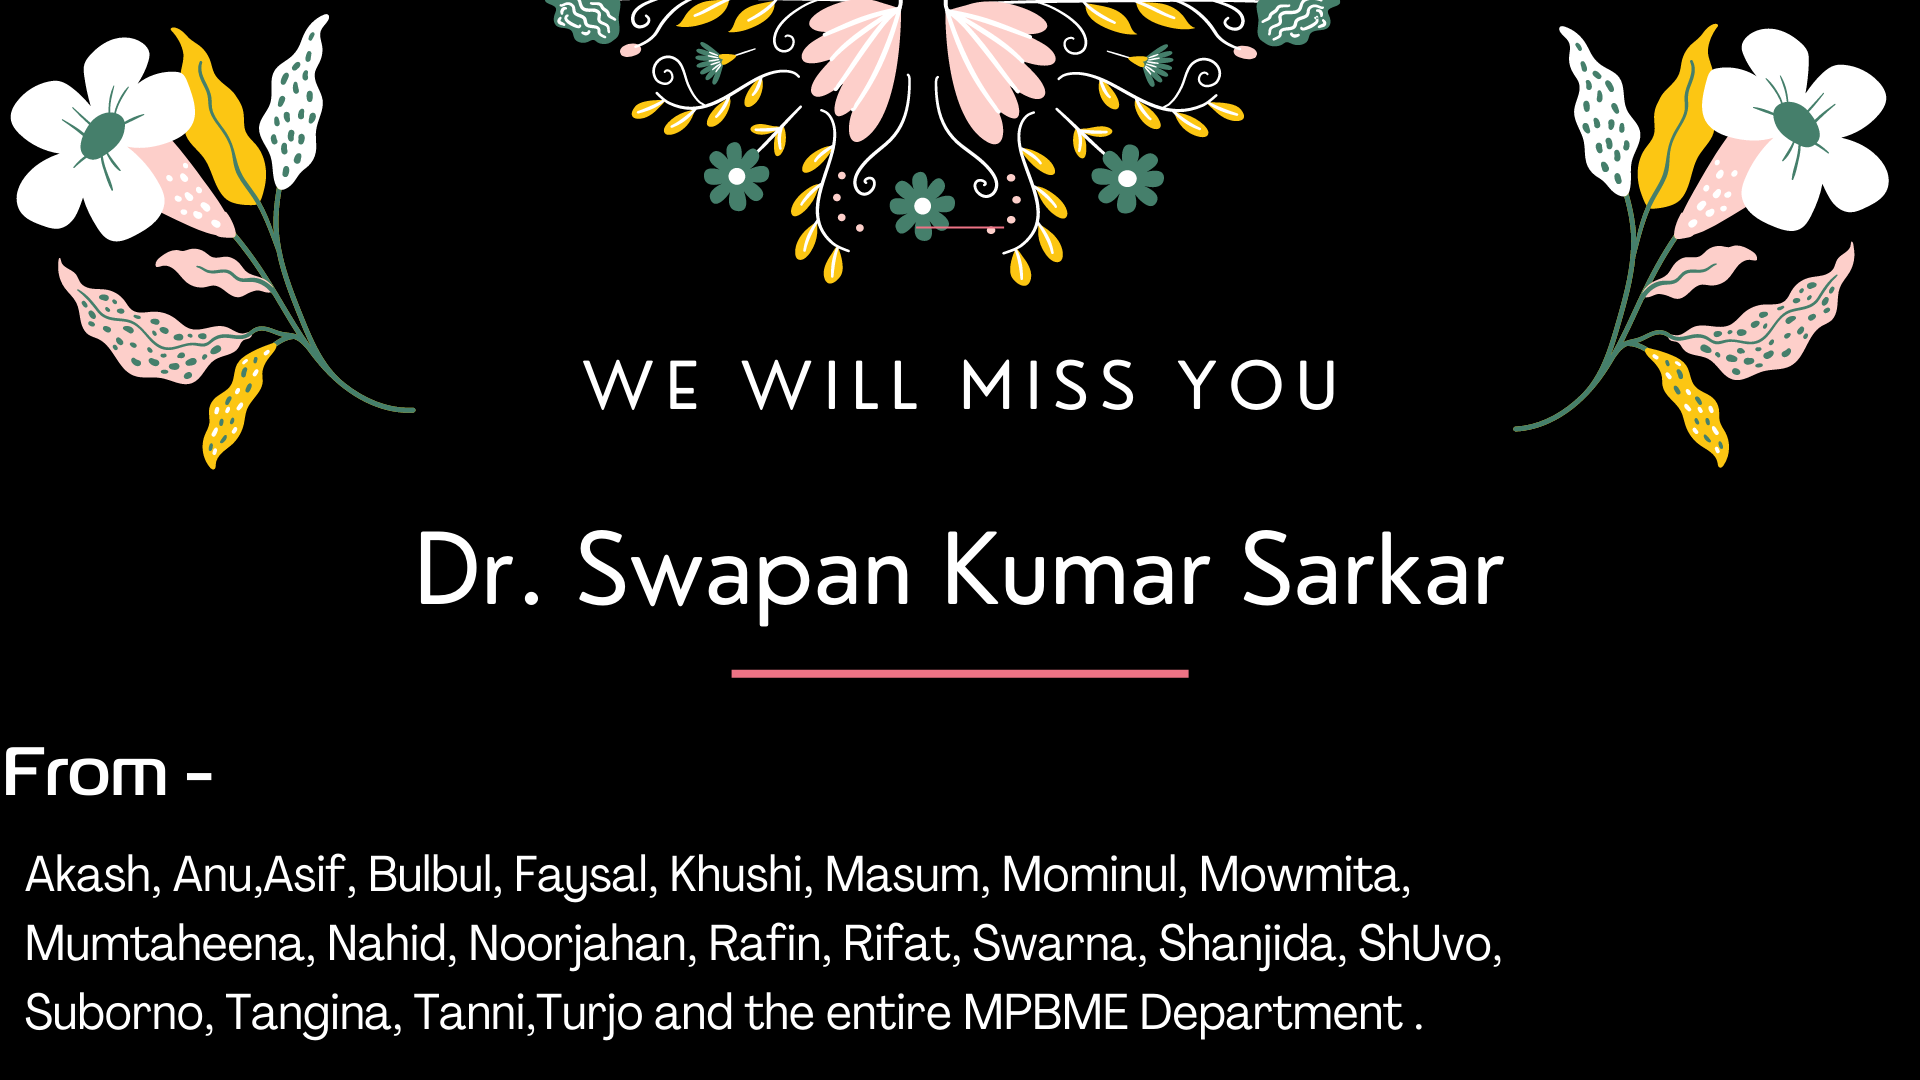 WE WILL MISS YOU
Dr. Swapan Kumar Sarkar
From -
Akash, Anu,Asif, Bulbul, Faysal, Khushi, Masum, Mominul, Mowmita,
Mumtaheena, Nahid, Noorjahan, Rafin, Rifat, Swarna, Shanjida, ShUvo,
Suborno, Tangina, Tanni,Turjo and the entire MPBME Department .